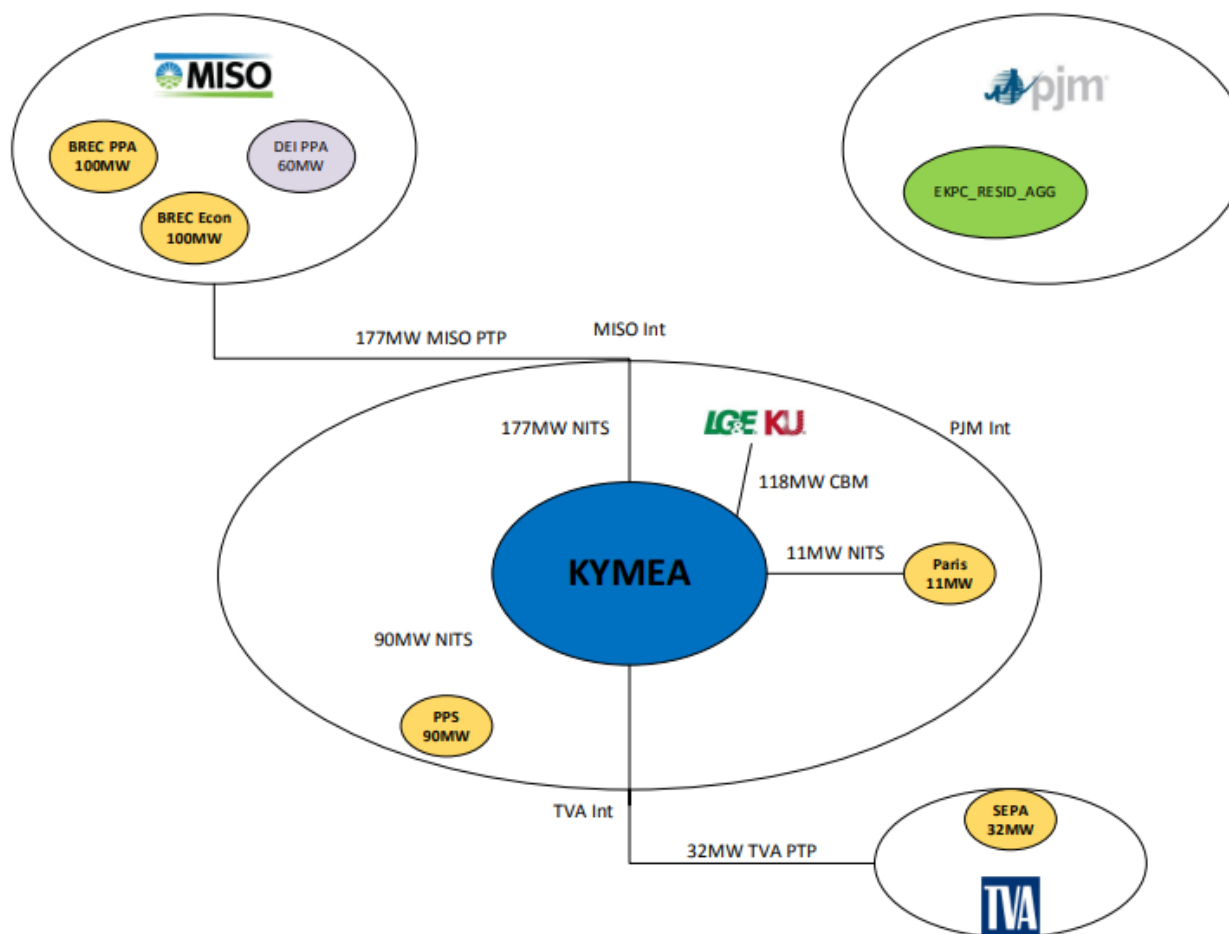 MISO
BREC PPA
100MW
DEI PPA
60MW
BREC Econ
100MW
pjm
EKPC_RESID_AGG
177MW MISO PTP
MISO Int
177MW NITS
LG&E KU
PJM Int
118MW CBM
KYMEA
11MW NITS
Paris
11MW
90MW NITS
PPS
90MW
TVA Int
SEPA
32MW
32MW TVA PTP
TVA